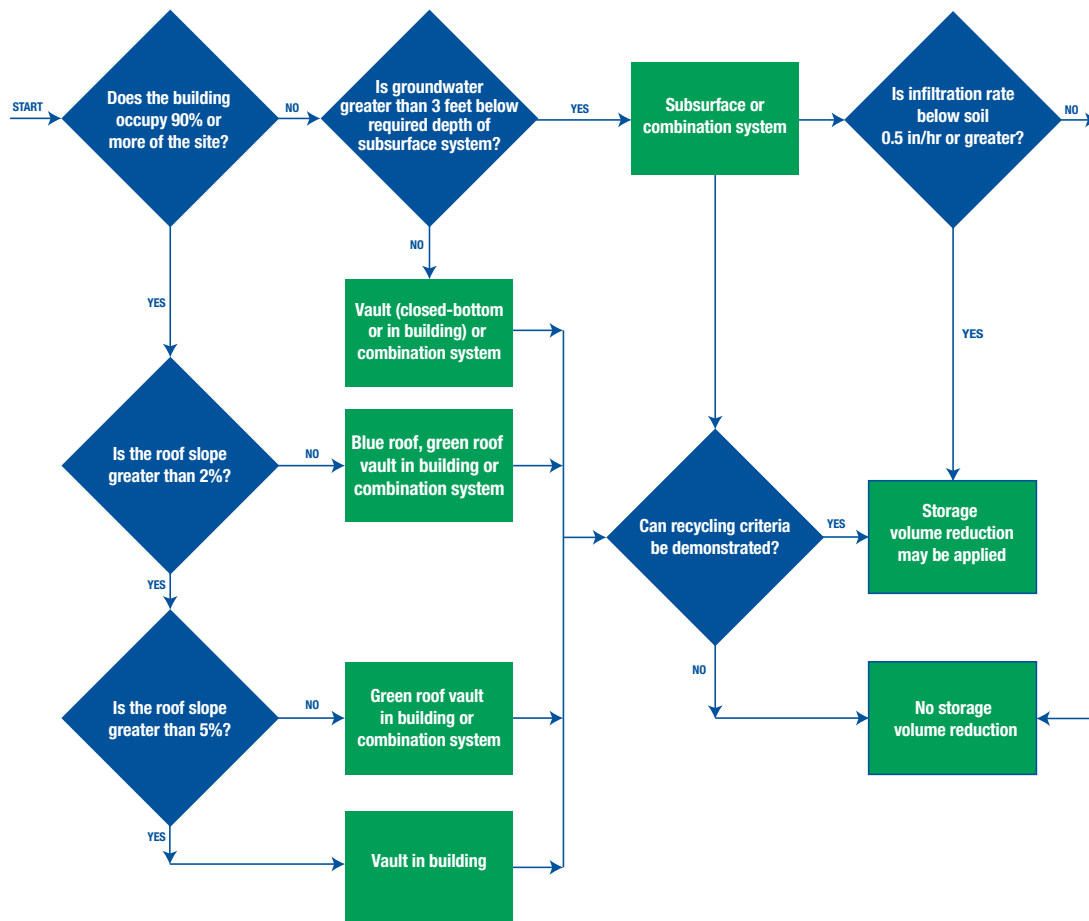 START
Does the building
occupy 90% or
more of the site?
NO
Is groundwater
greater than 3 feet below
required depth of
subsurface system?
YES
Subsurface or
combination system
Is infiltration rate
below soil
0.5 in/hr or greater?
NO
YES
NO
Vault (closed-bottom
or in building) or
combination system
YES
Is the roof slope
greater than 2%?
NO
Blue roof, green roof
vault in building or
combination system
Can recycling criteria
be demonstrated?
YES
Storage
volume reduction
may be applied
YES
Is the roof slope
greater than 5%?
NO
Green roof vault
in building or
combination system
NO
No storage
volume reduction
YES
Vault in building